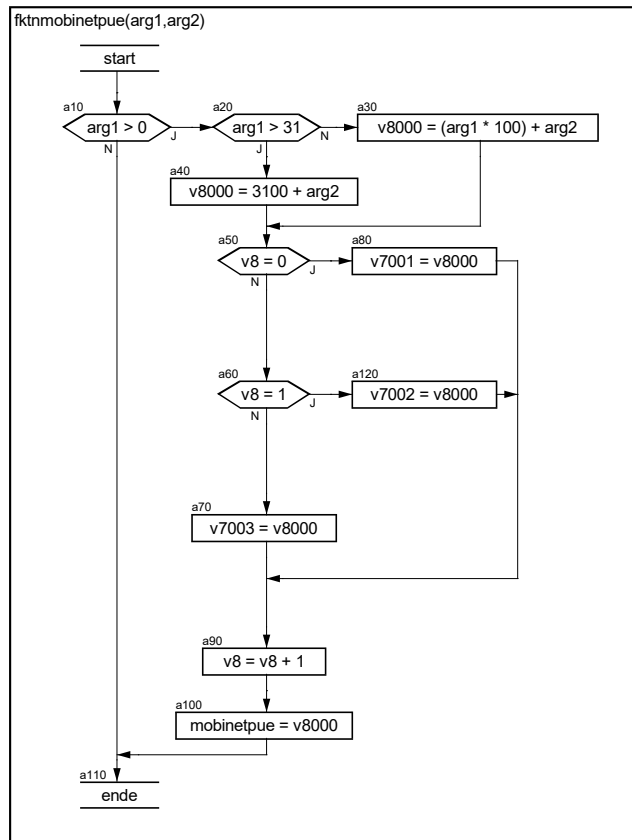 fktnmobinetpue(arg1,arg2)
start
a10
arg1 > 0
J
N
a20
arg1 > 31
N
J
a30
v8000 = (arg1 * 100) + arg2
a40
v8000 = 3100 + arg2
a50
v8 = 0
J
N
a80
v7001 = v8000
a60
v8 = 1
J
N
a120
v7002 = v8000
a70
v7003 = v8000
a90
v8 = v8 + 1
a100
mobinetpue = v8000
a110
ende